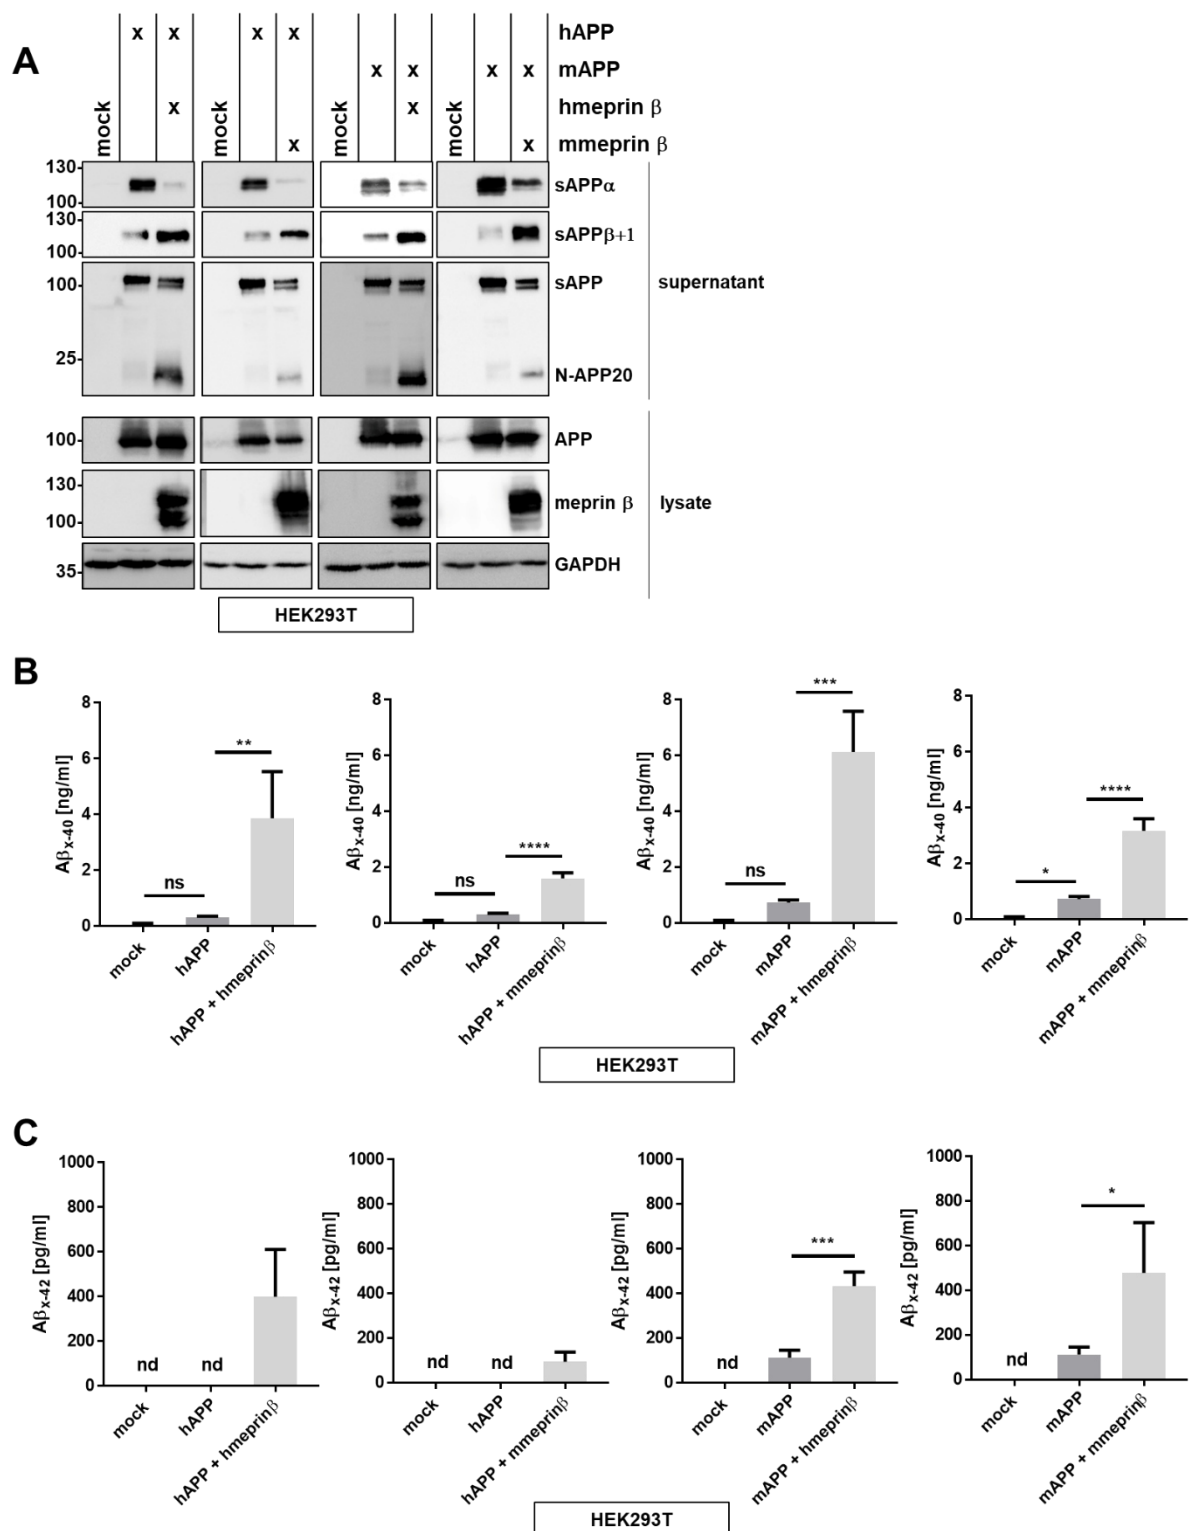 A
x x x x hAPP
x x x x mAPP
mock x mock mock x mock hmeprin β
x x mmeprin β
130
100
sAPPα
130
100
sAPPβ+1
100
sAPP
supernatant
25
N-APP20
100
APP
130
100
meprin β
lysate
35
GAPDH
HEK293T
B
Aβx-40 [ng/ml]
8
6
4
2
0
ns
**
mock
hAPP
hAPP + hmeprinβ
Aβx-40 [ng/ml]
8
6
4
2
0
ns
****
mock
hAPP
hAPP + mmeprinβ
Aβx-40 [ng/ml]
8
6
4
2
0
ns
***
mock
mAPP
mAPP + hmeprinβ
Aβx-40 [ng/ml]
8
6
4
2
0
*
****
mock
mAPP
mAPP + mmeprinβ
HEK293T
C
Aβx-42 [pg/ml]
1000
800
600
400
200
0
nd
nd
mock
hAPP
hAPP + hmeprinβ
Aβx-42 [pg/ml]
1000
800
600
400
200
0
nd
nd
mock
hAPP
hAPP + mmeprinβ
Aβx-42 [pg/ml]
1000
800
600
400
200
0
nd
***
mock
mAPP
mAPP + hmeprinβ
Aβx-42 [pg/ml]
1000
800
600
400
200
0
nd
*
mock
mAPP
mAPP + mmeprinβ
HEK293T